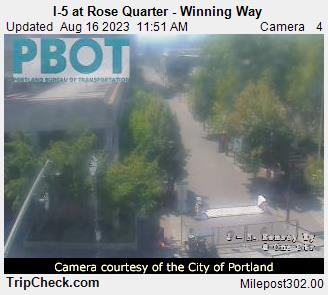 I-5 at Rose Quarter - Winning Way
Updated  Aug 16 2023  11:51 AM  Camera  4
PBOT
PORTLAND BUREAU OF TRANSPORTATION
Camera courtesy of the City of Portland
TripCheck.com  Milepost302.00